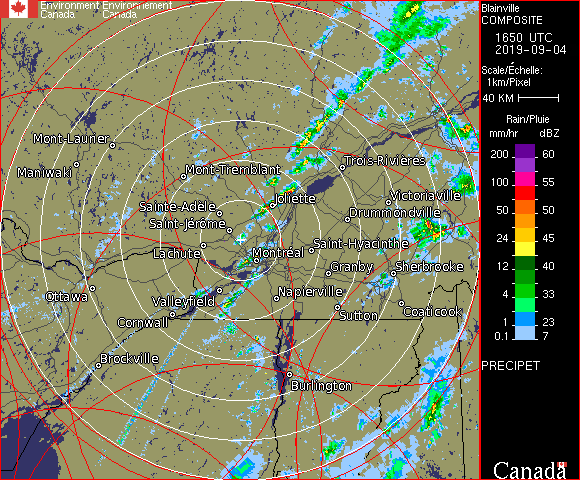 Environment Environnement
Canada Canada
Blainville
COMPOSITE
1650 UTC
2019-09-04
Scale/Échelle:
1km/Pixel
40 KM
Rain/Pluie
mm/hr dBZ
200 60
100 55
50 50
24 45
12 40
4 33
1 23
0.1 7
PRECIPET
Canada
Mont-Laurier
Maniwaki
Mont-Tremblant
Trois-Rivières
Sainte-Adele
Joliette
Victoriaville
Saint-Jérôme
Drummondville
Lachute
Montréal
Saint-Hyacinthe
Granby
Sherbrooke
Ottawa
Valleyfield
Napierville
Cornwall
Sutton
Coaticook
Brockville
Burlington